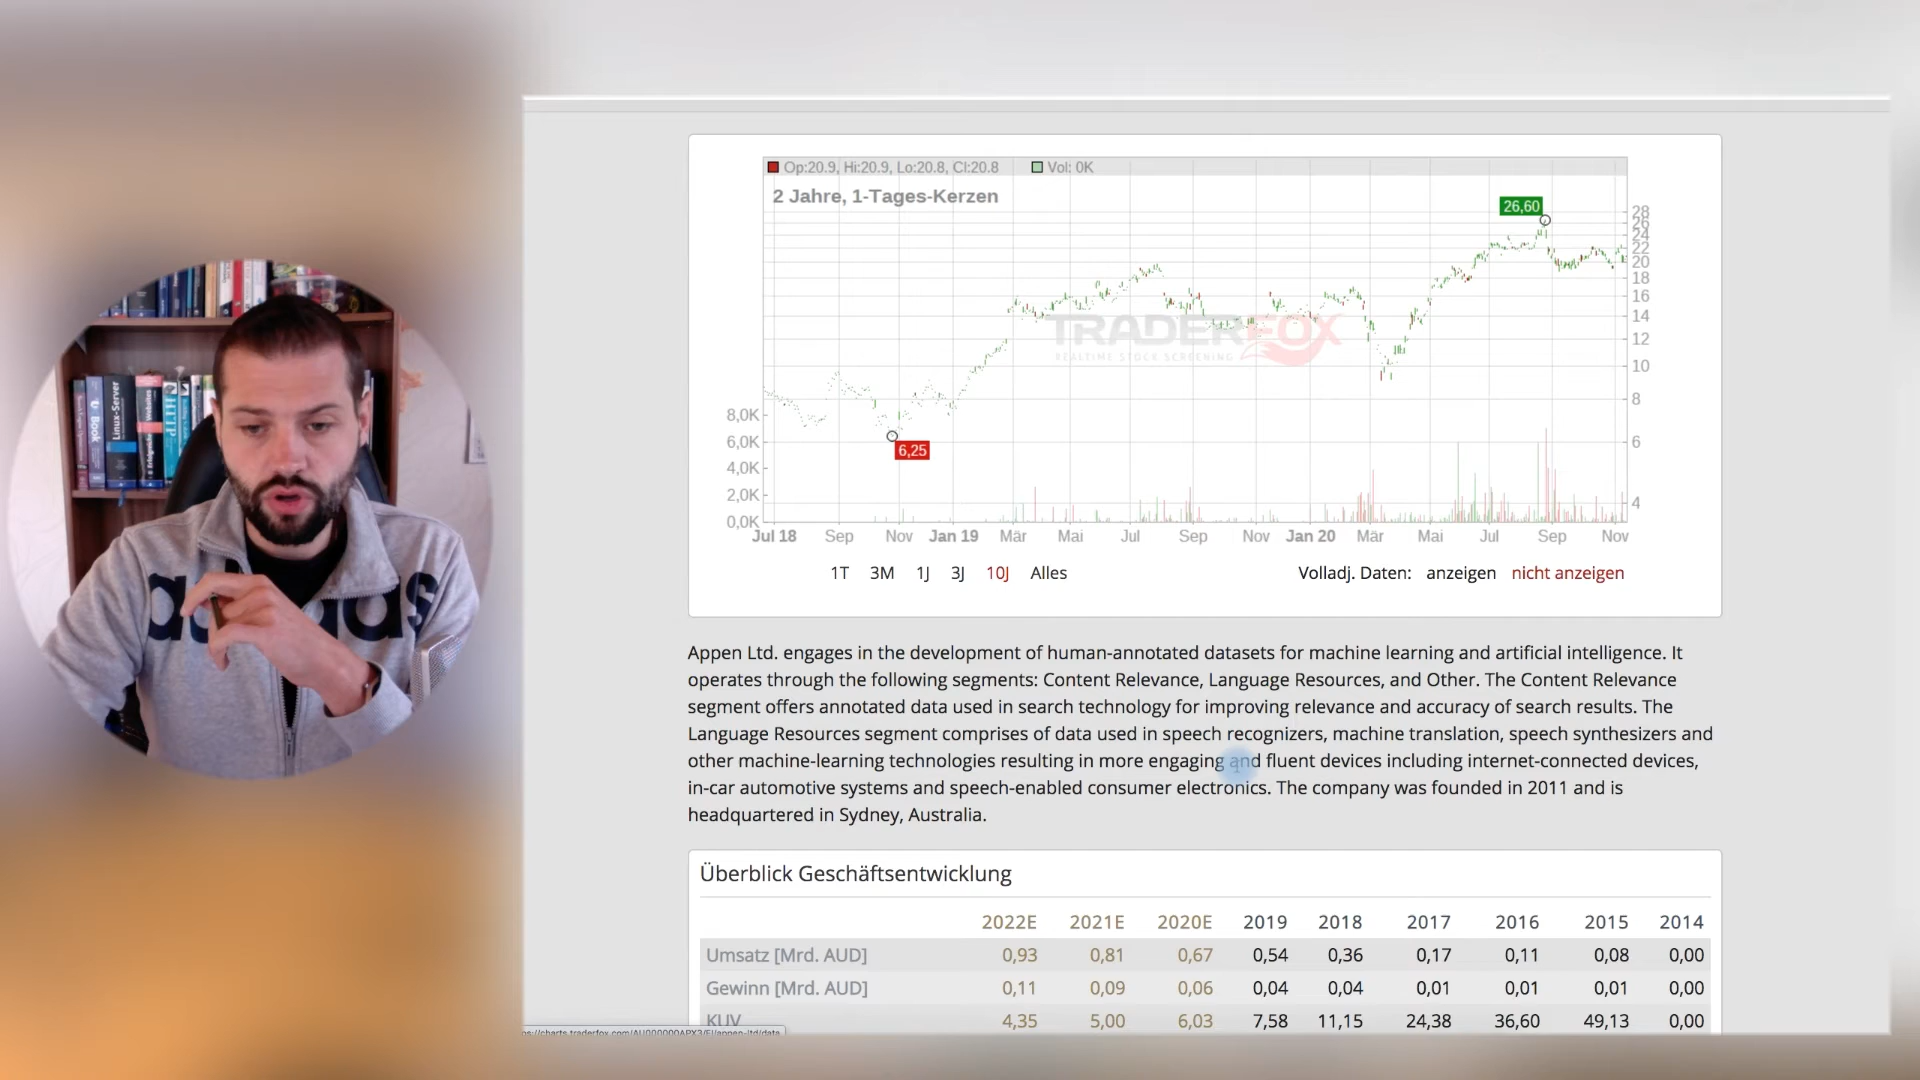 Op:20.9, Hi:20.9, Lo:20.8, Cl:20.8 Vol: 0K
2 Jahre, 1-Tages-Kerzen
26,60
28
26
24
22
20
18
16
14
12
10
8
6
4
TRADERFOX
REALTIME STOCK SCREENING
6,25
8,0K
6,0K
4,0K
2,0K
0,0K
Jul 18 Sep Nov Jan 19 Mär Mai Jul Sep Nov Jan 20 Mär Mai Jul Sep Nov
1T 3M 1J 3J 10J Alles Volladj. Daten: anzeigen nicht anzeigen
Appen Ltd. engages in the development of human-annotated datasets for machine learning and artificial intelligence. It
operates through the following segments: Content Relevance, Language Resources, and Other. The Content Relevance
segment offers annotated data used in search technology for improving relevance and accuracy of search results. The
Language Resources segment comprises of data used in speech recognizers, machine translation, speech synthesizers and
other machine-learning technologies resulting in more engaging and fluent devices including internet-connected devices,
in-car automotive systems and speech-enabled consumer electronics. The company was founded in 2011 and is
headquartered in Sydney, Australia.
Überblick Geschäftsentwicklung
2022E 2021E 2020E 2019 2018 2017 2016 2015 2014
Umsatz [Mrd. AUD] 0,93 0,81 0,67 0,54 0,36 0,17 0,11 0,08 0,00
Gewinn [Mrd. AUD] 0,11 0,09 0,06 0,04 0,04 0,01 0,01 0,01 0,00
KUV 4,35 5,00 6,03 7,58 11,15 24,38 36,60 49,13 0,00
adidas
Book
Linux-Server
Websites
HTTP